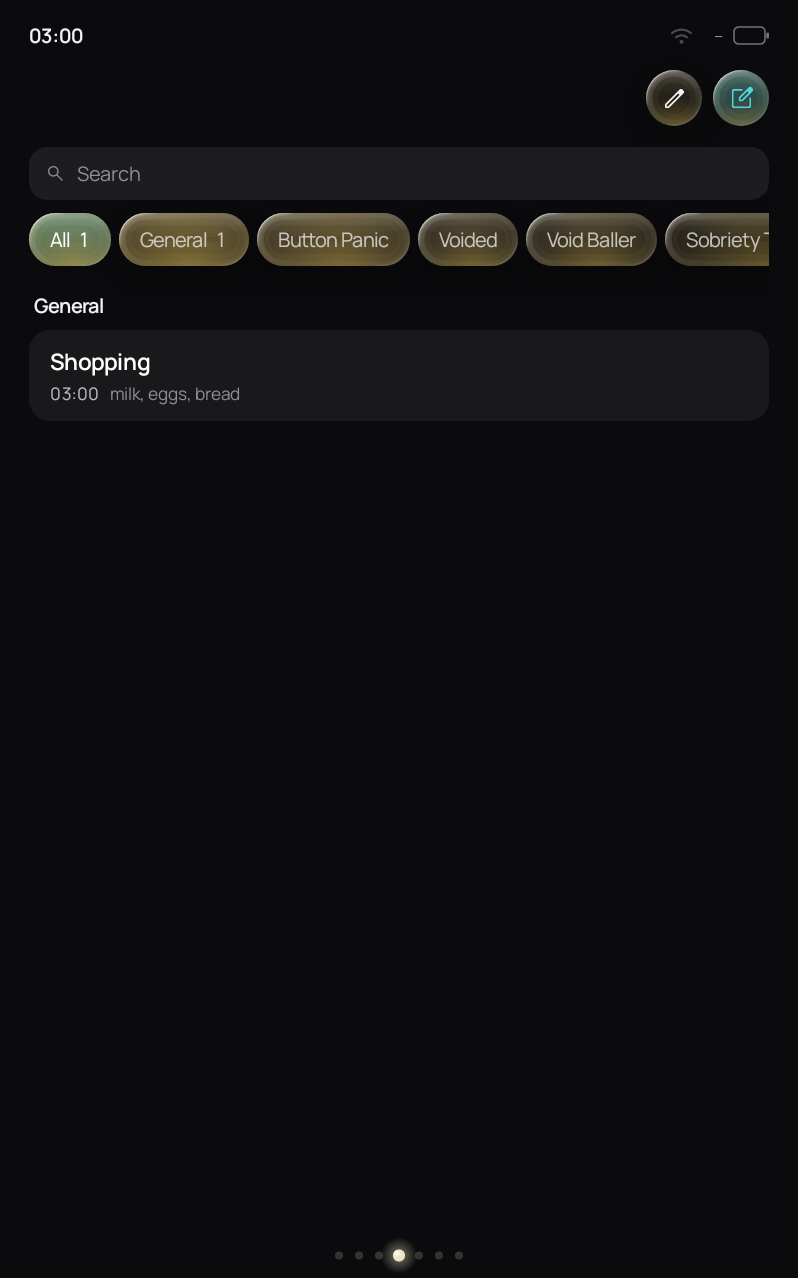 03:00
–
Search
All 1 General 1 Button Panic Voided Void Baller Sobriety
General
Shopping
03:00 milk, eggs, bread